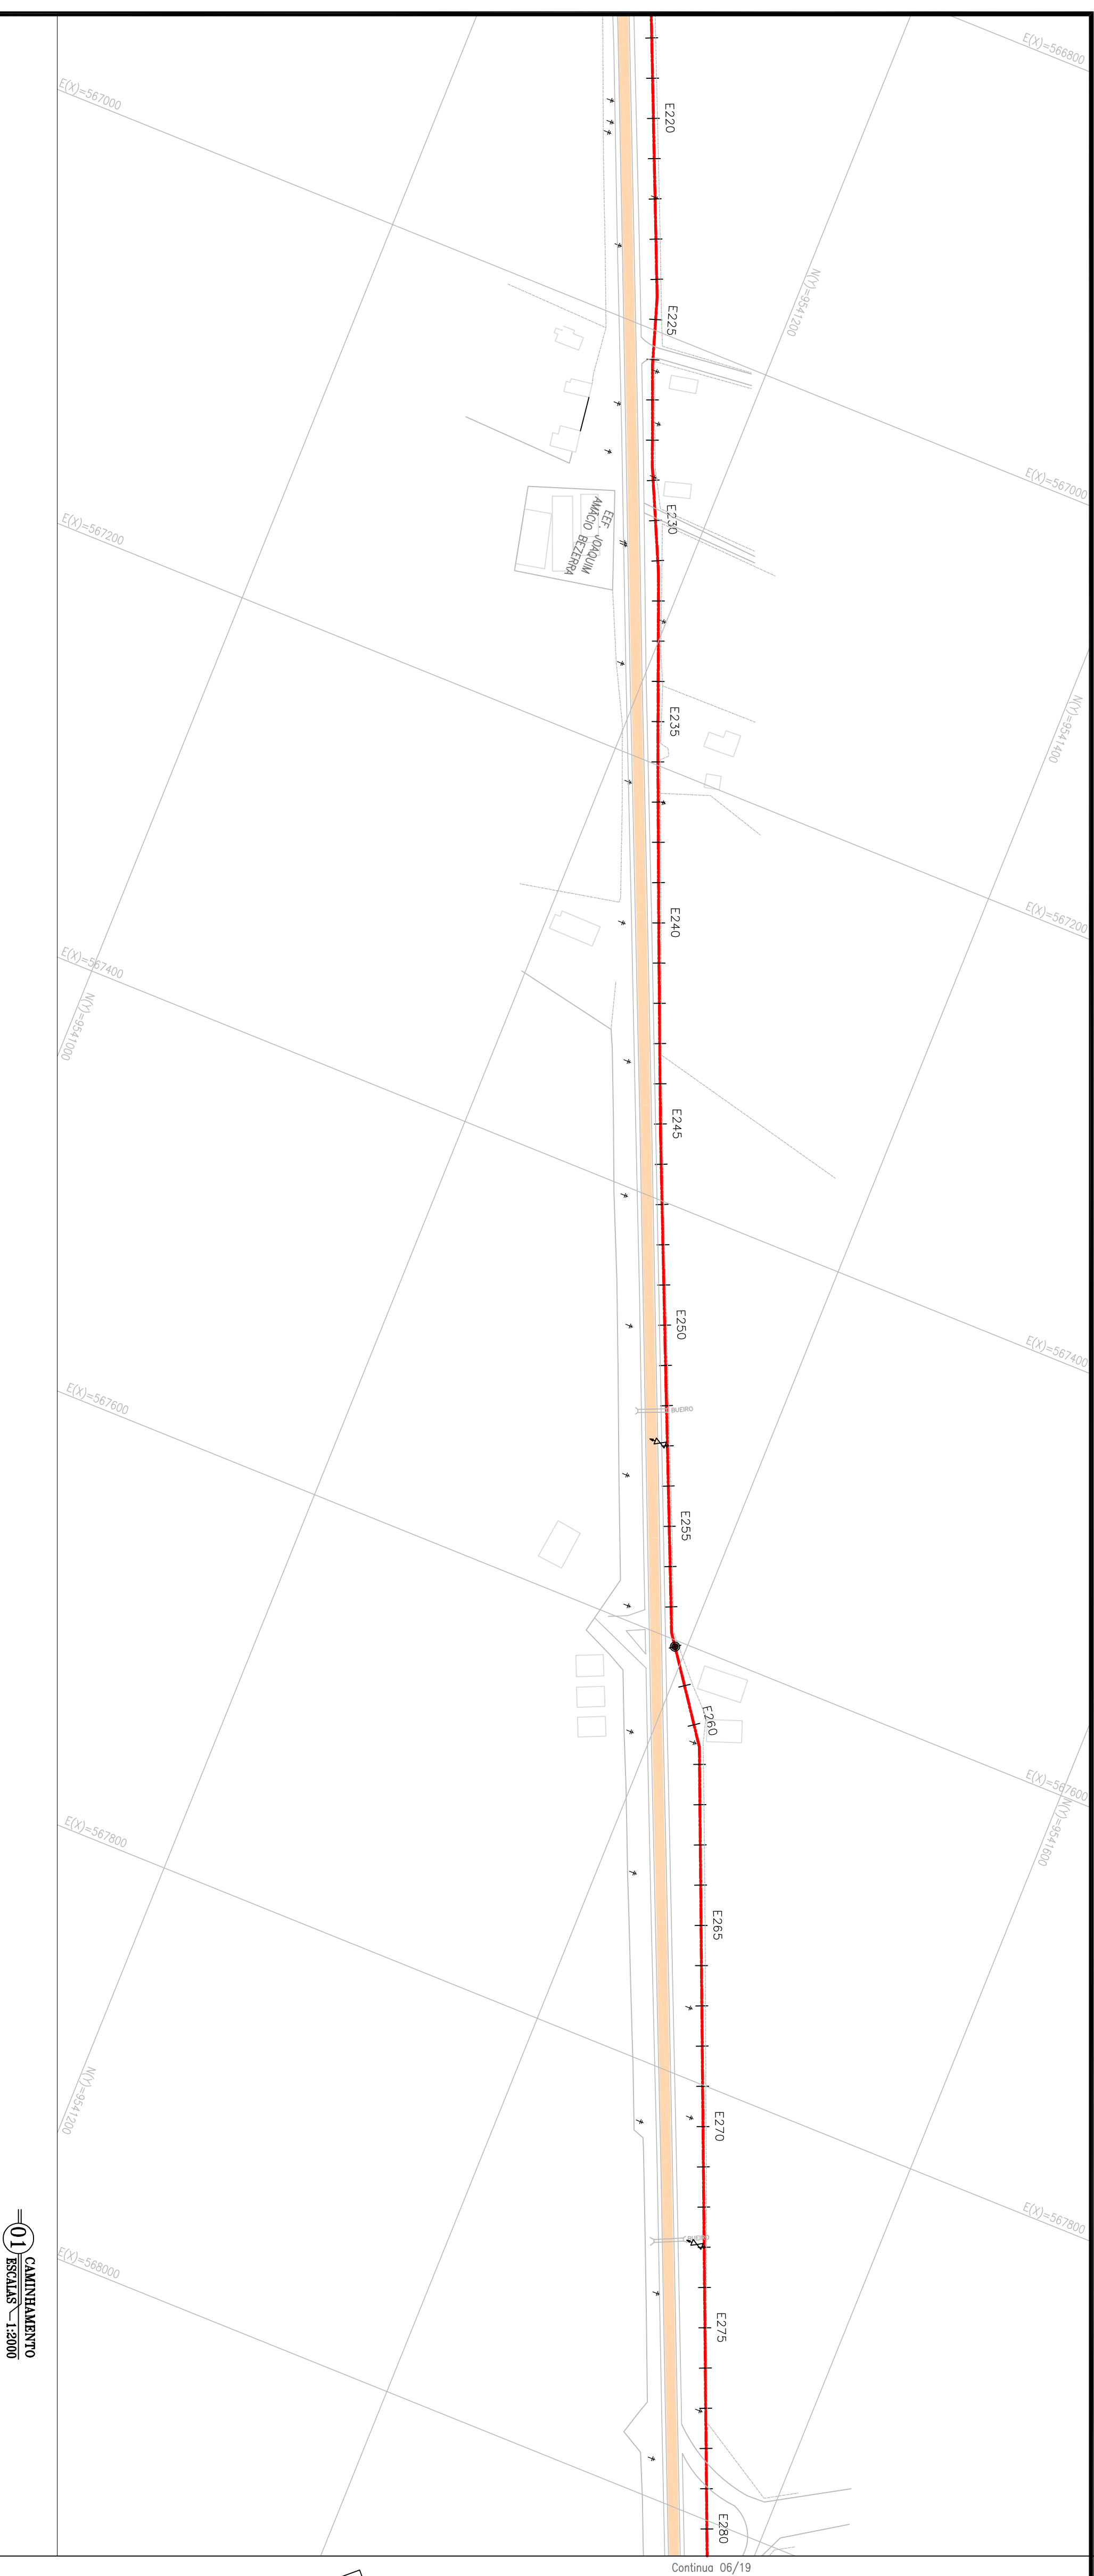 E(X)=566800
E(X)=567000
E220
N(Y)=9541200
E225
E(X)=567000
E230
EEF. JOAQUIM
AMÁCIO BEZERRA
E(X)=567200
N(Y)=9541400
E235
E240
E(X)=567200
E(X)=567400
N(Y)=9541000
E245
E250
E(X)=567400
BUEIRO
E(X)=567600
E255
E260
E(X)=567600
N(Y)=9541600
E(X)=567800
E265
N(Y)=9541200
E270
E(X)=567800
BUEIRO
E(X)=568000
E275
E280
01
CAMINHAMENTO
ESCALAS 1:2000
Continua 06/19